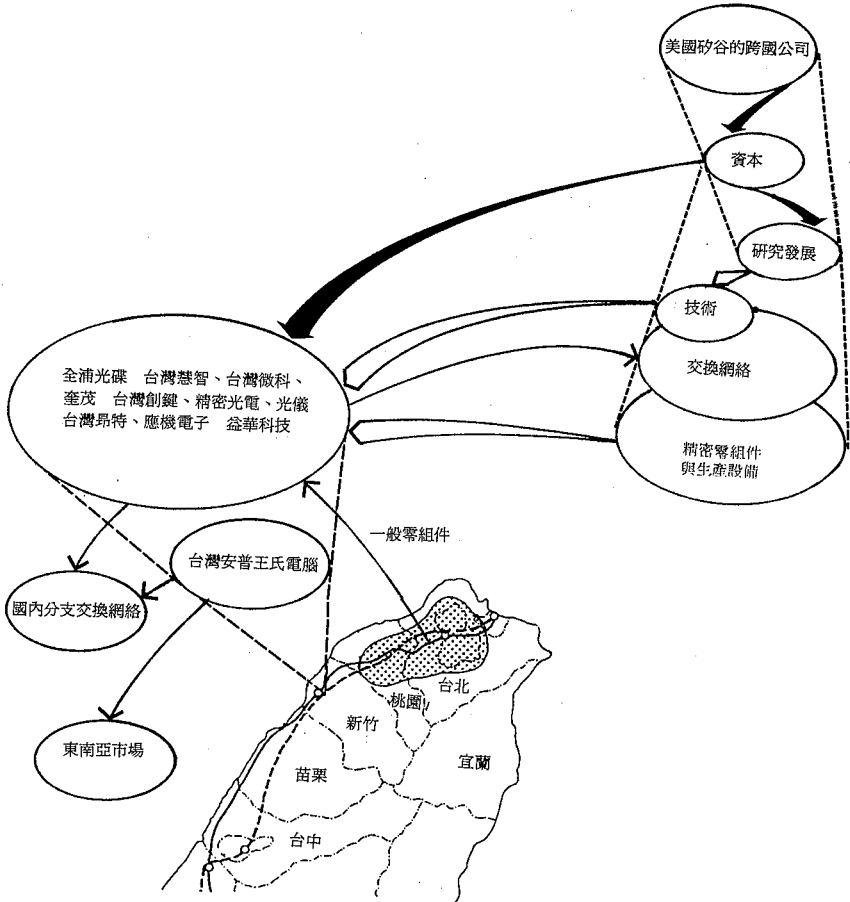 美國矽谷的跨國公司
資本
研究發展
技術
交換網絡
精密零組件
與生產設備
全浦光碟 台灣慧智、台灣微科、
奎茂 台灣創鍵、精密光電、光儀
台灣昂特、應機電子 益華科技
一般零組件
台灣安普王氏電腦
國內分支交換網絡
東南亞市場
台北
桃園
新竹
宜蘭
苗栗
台中